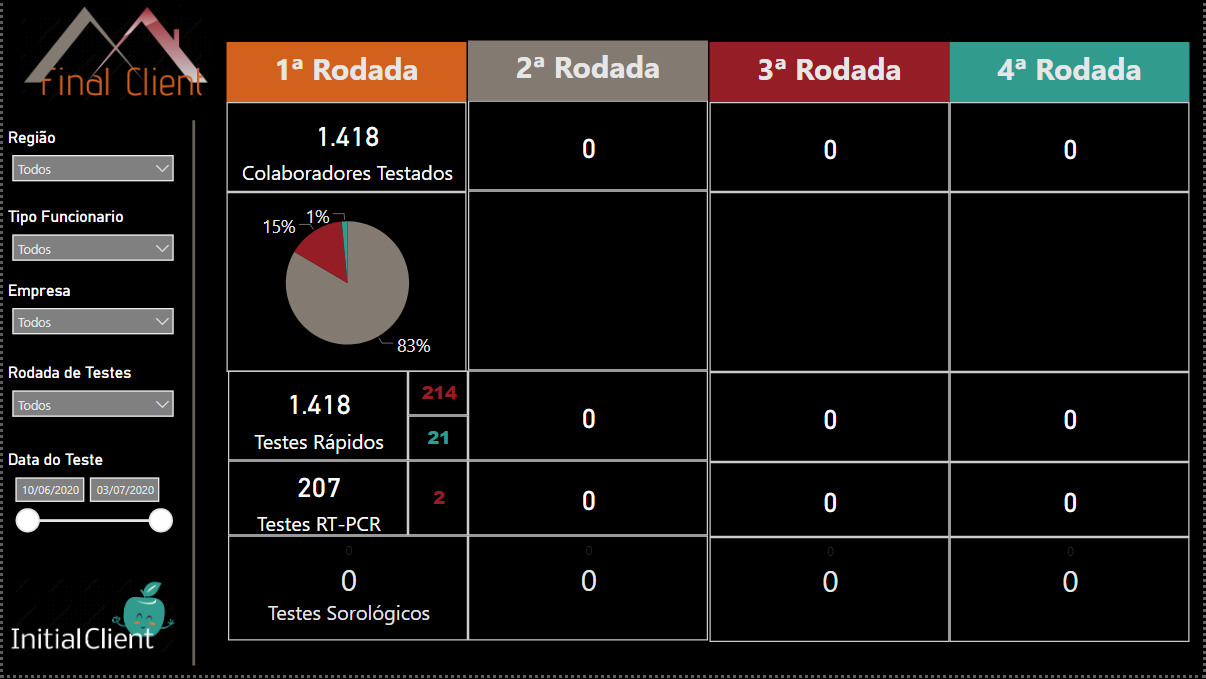 Final Client
Região
Todos
Tipo Funcionario
Todos
Empresa
Todos
Rodada de Testes
Todos
Data do Teste
10/06/2020 03/07/2020
InitialClient
1ª Rodada 2ª Rodada 3ª Rodada 4ª Rodada
1.418 0 0 0
Colaboradores Testados
1%
15%
83%
214
1.418 0 0 0
Testes Rápidos 21
207 2 0 0 0
Testes RT-PCR
0 0 0 0
0 0 0 0
Testes Sorológicos